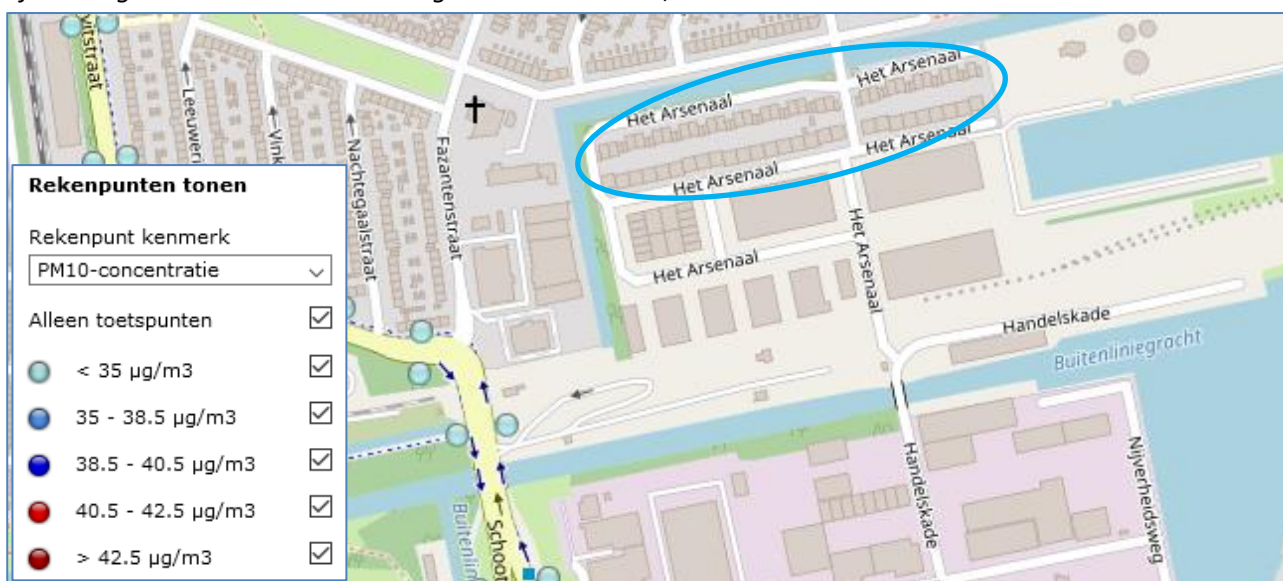 vitstraat
Leeuweri
Vink
Nachtegaalstraat
Fazantenstraat
Het Arsenaal
Het Arsenaal
Het Arsenaal
Het Arsenaal
Het Arsenaal
Het Arsenaal
Handelskade
Buitenliniegracht
Handelskade
Nijverheidsweg
Buitenlin
Schoot
Rekenpunten tonen
Rekenpunt kenmerk
PM10-concentratie
Alleen toetspunten
< 35 µg/m3
35 - 38.5 µg/m3
38.5 - 40.5 µg/m3
40.5 - 42.5 µg/m3
> 42.5 µg/m3